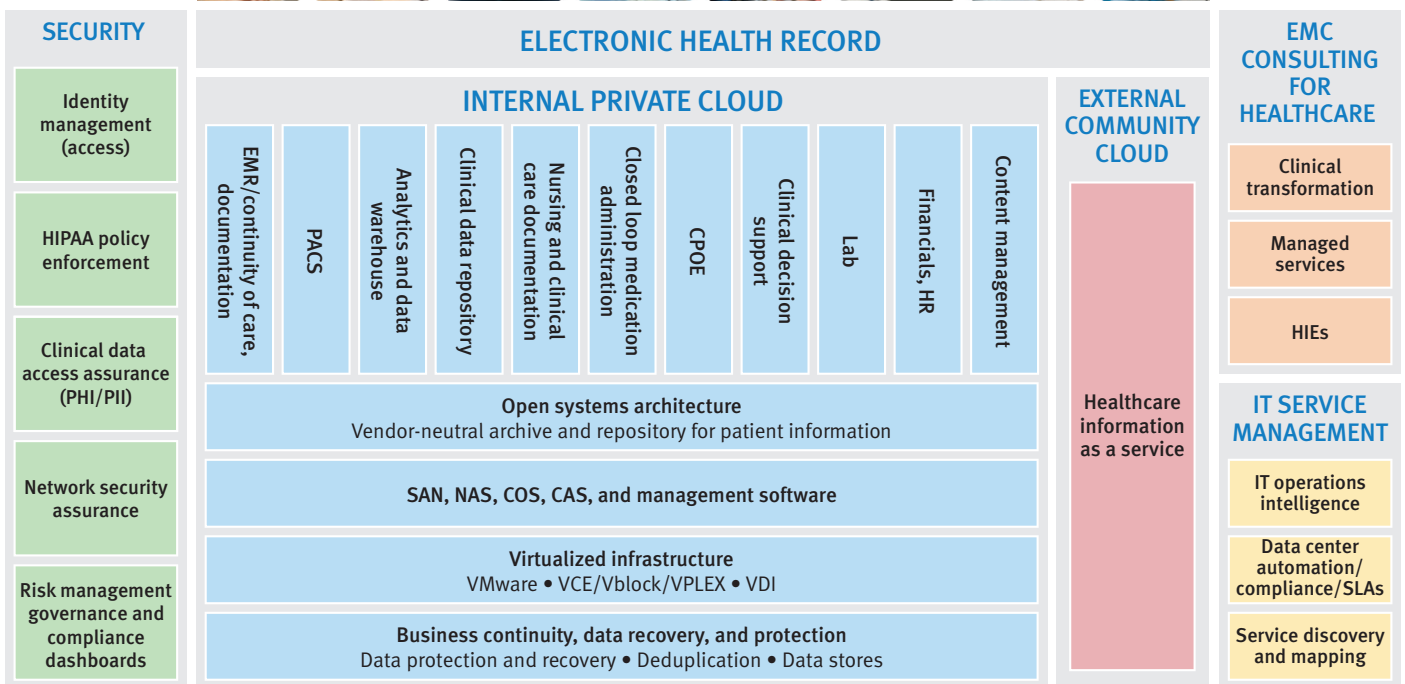 SECURITY
Identity
management
(access)
HIPAA policy
enforcement
Clinical data
access assurance
(PHI/PII)
Network security
assurance
Risk management
governance and
compliance
dashboards
ELECTRONIC HEALTH RECORD
INTERNAL PRIVATE CLOUD
EMR/continuity of care,
documentation
PACS
Analytics and data
warehouse
Clinical data repository
Nursing and clinical
care documentation
Closed loop medication
administration
CPOE
Clinical decision
support
Lab
Financials, HR
Content management
Open systems architecture
Vendor-neutral archive and repository for patient information
SAN, NAS, COS, CAS, and management software
Virtualized infrastructure
VMware • VCE/Vblock/VPLEX • VDI
Business continuity, data recovery, and protection
Data protection and recovery • Deduplication • Data stores
EXTERNAL
COMMUNITY
CLOUD
Healthcare
information
as a service
EMC
CONSULTING
FOR
HEALTHCARE
Clinical
transformation
Managed
services
HIEs
IT SERVICE
MANAGEMENT
IT operations
intelligence
Data center
automation/
compliance/SLAs
Service discovery
and mapping